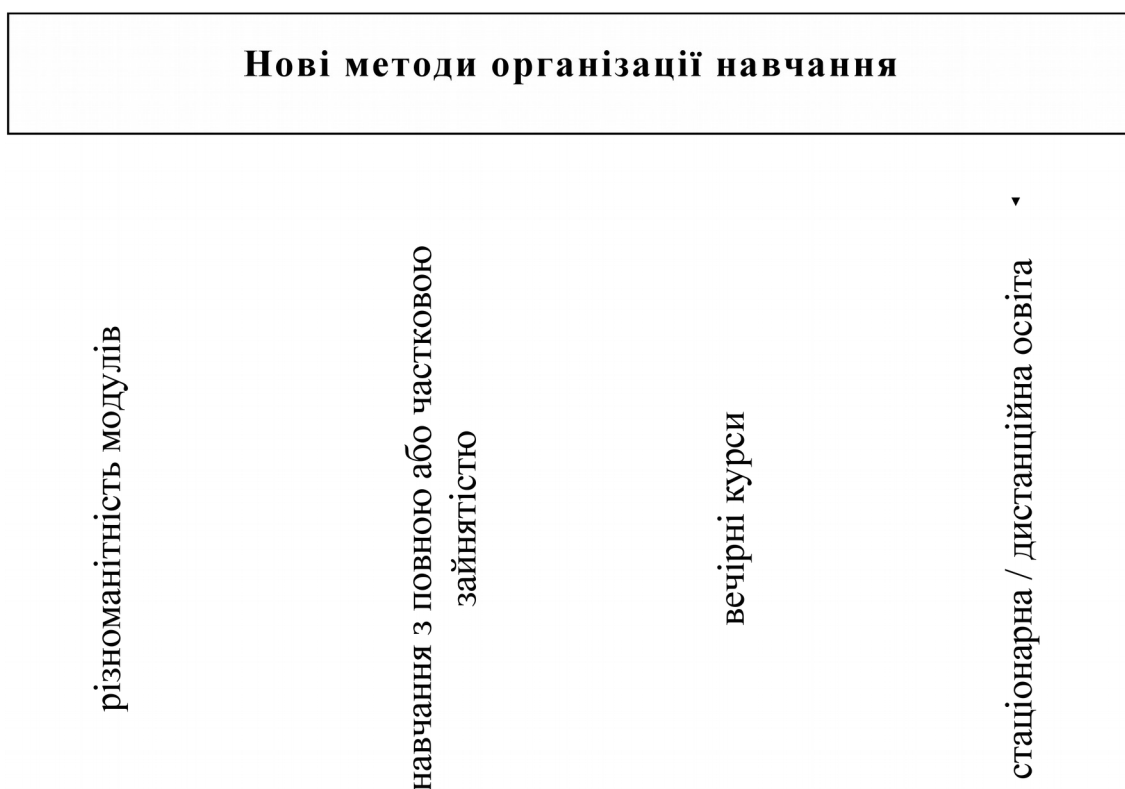 Нові методи організації навчання
різноманітність модулів
навчання з повною або частковою
зайнятістю
вечірні курси
стаціонарна / дистанційна освіта